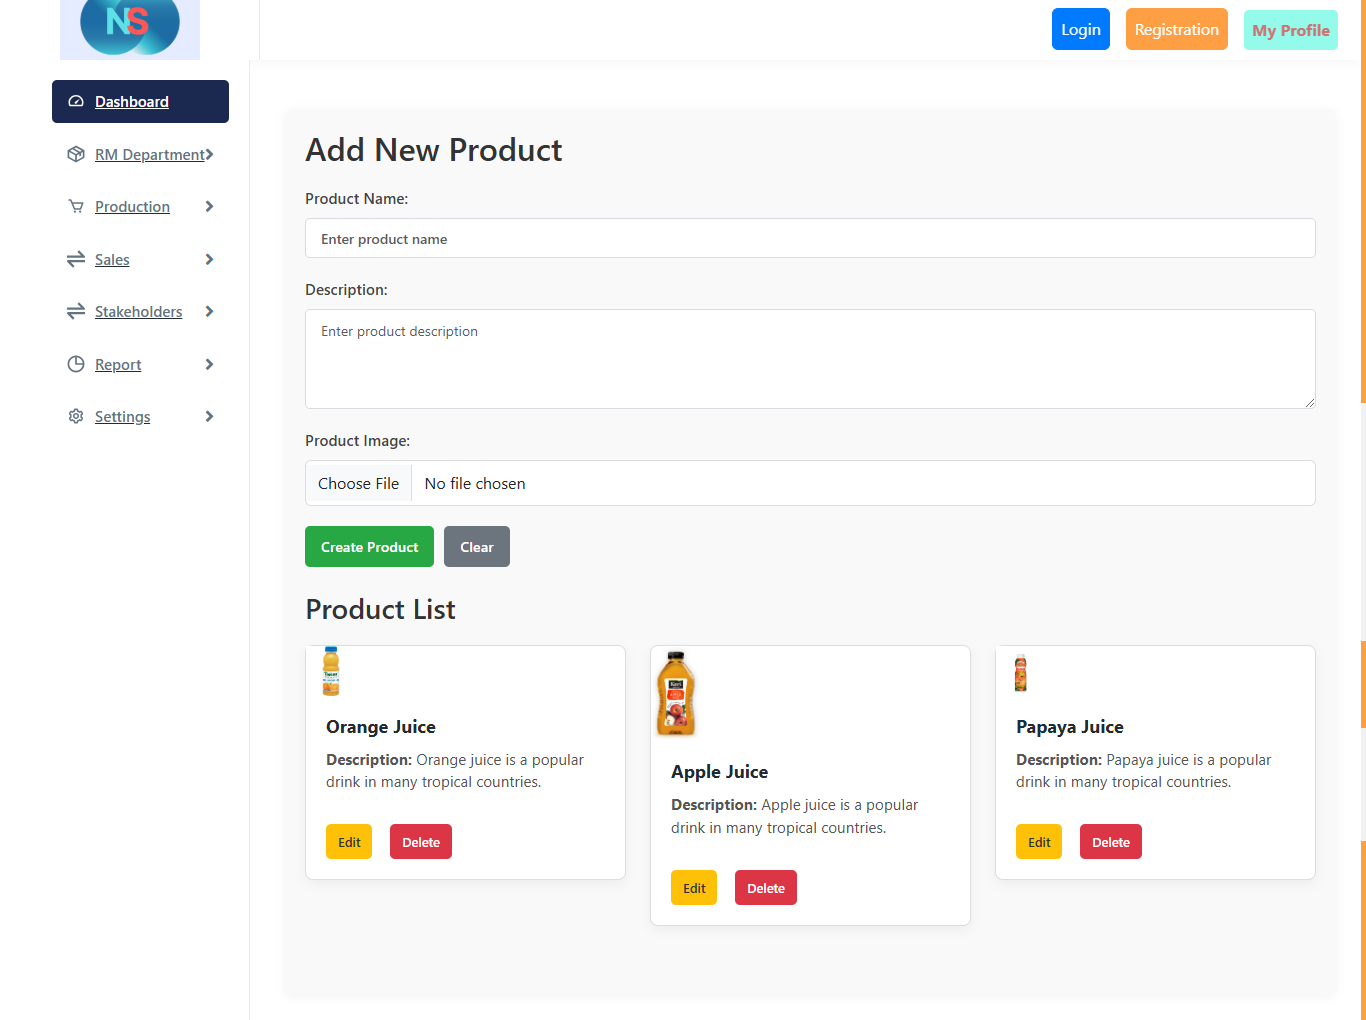 NS
Login
Registration
My Profile
Dashboard
RM Department
Production
Sales
Stakeholders
Report
Settings
Add New Product
Product Name:
Enter product name
Description:
Enter product description
Product Image:
Choose File
No file chosen
Create Product
Clear
Product List
Orange Juice
Description: Orange juice is a popular
drink in many tropical countries.
Edit
Delete
Apple Juice
Description: Apple juice is a popular
drink in many tropical countries.
Edit
Delete
Papaya Juice
Description: Papaya juice is a popular
drink in many tropical countries.
Edit
Delete